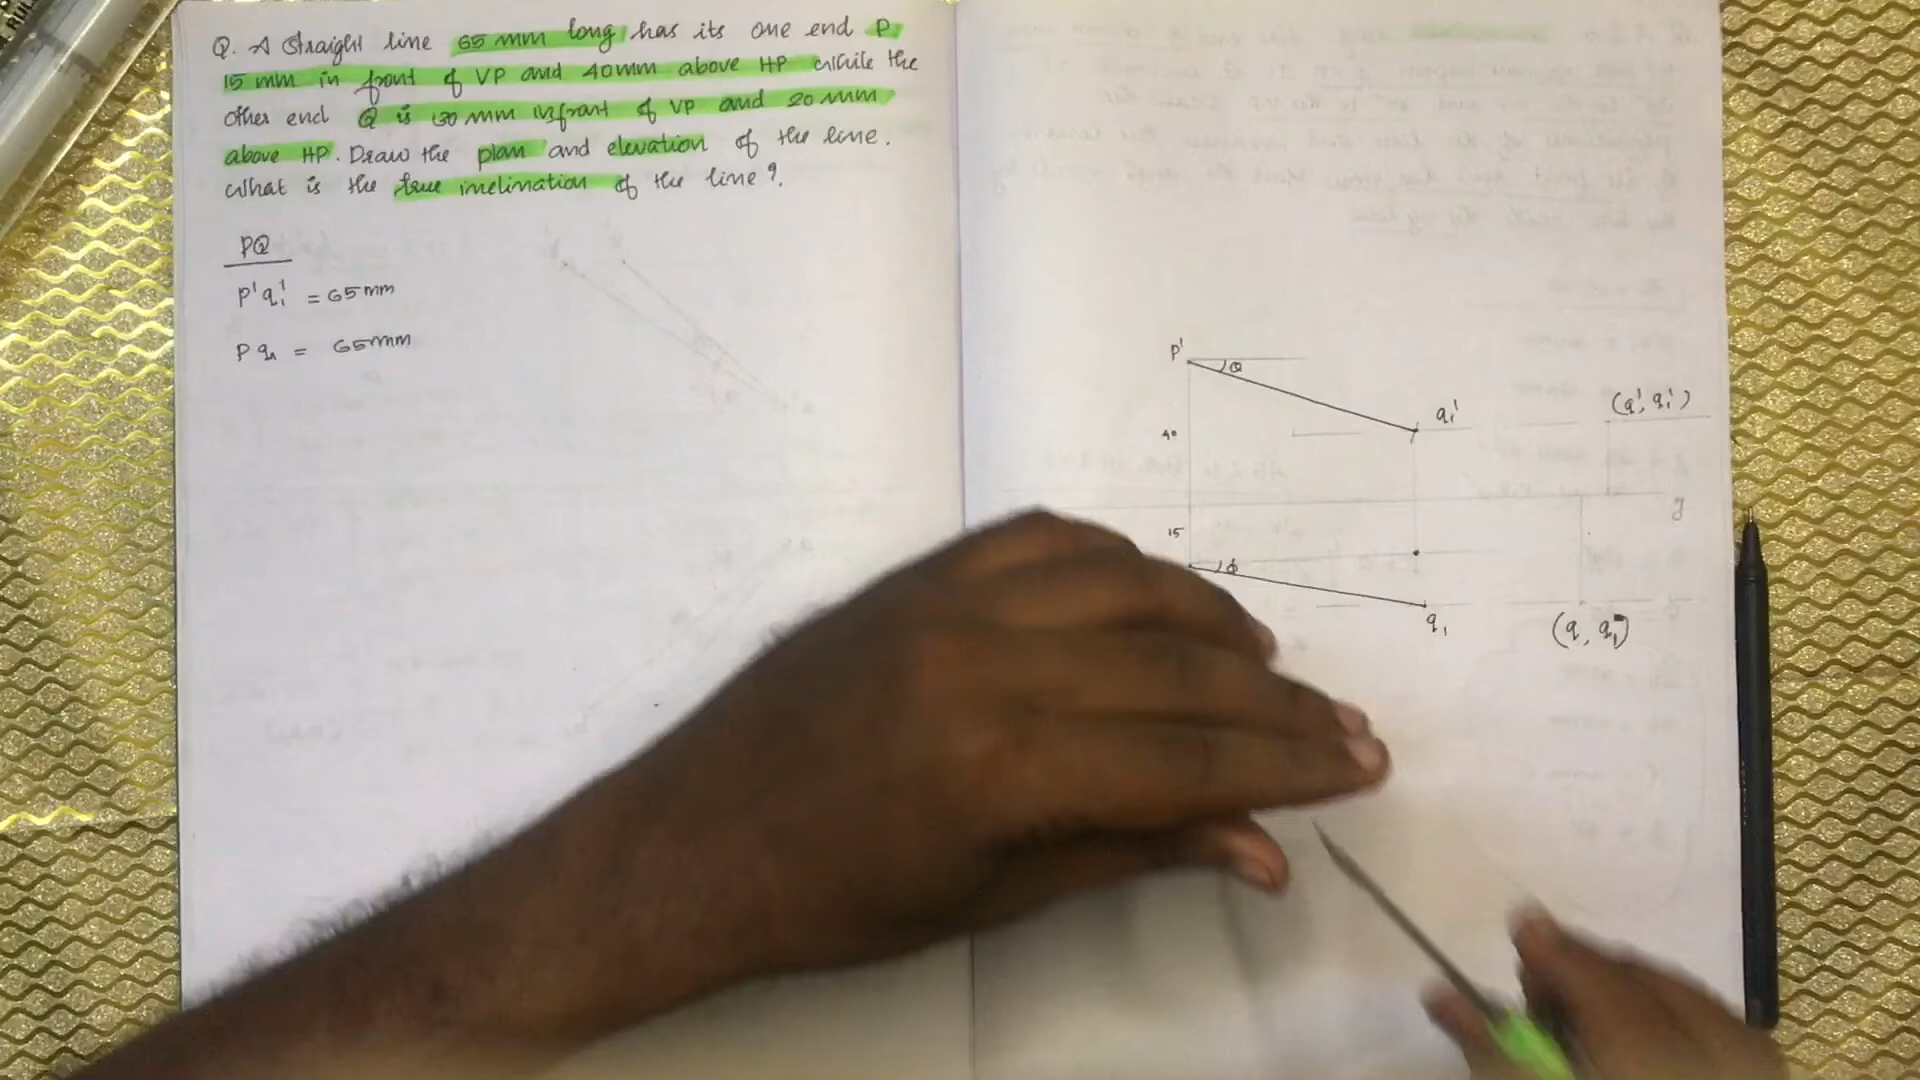 Q. A straight line 65 mm long has its one end P,
15 mm in front of VP and 40mm above HP while the
other end Q is 30 mm infront of VP and 20 mm
above HP. Draw the plan and elevation of the line.
What is the true inclination of the line?.
PQ
p'q₁' = 65mm
pq₁ = 65mm
p'
θ
q₁'
(q', q₁')
40
y
15
φ
q₁
(q, q₁)